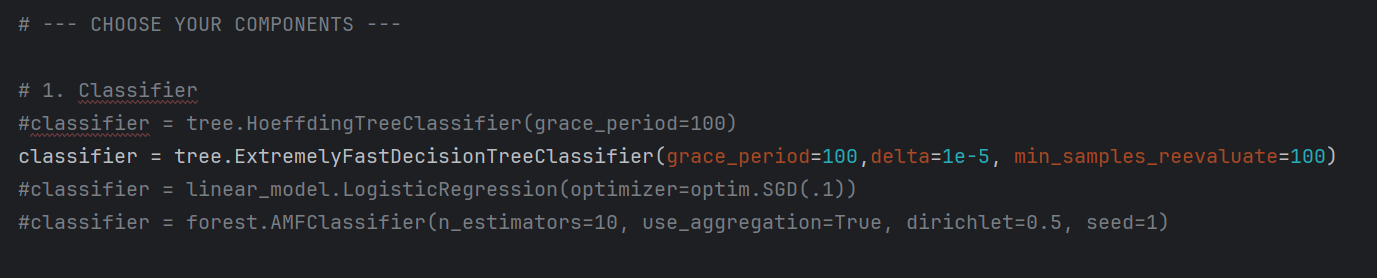 # --- CHOOSE YOUR COMPONENTS ---
# 1. Classifier
#classifier = tree.HoeffdingTreeClassifier(grace_period=100)
classifier = tree.ExtremelyFastDecisionTreeClassifier(grace_period=100,delta=1e-5, min_samples_reevaluate=100)
#classifier = linear_model.LogisticRegression(optimizer=optim.SGD(.1))
#classifier = forest.AMFClassifier(n_estimators=10, use_aggregation=True, dirichlet=0.5, seed=1)